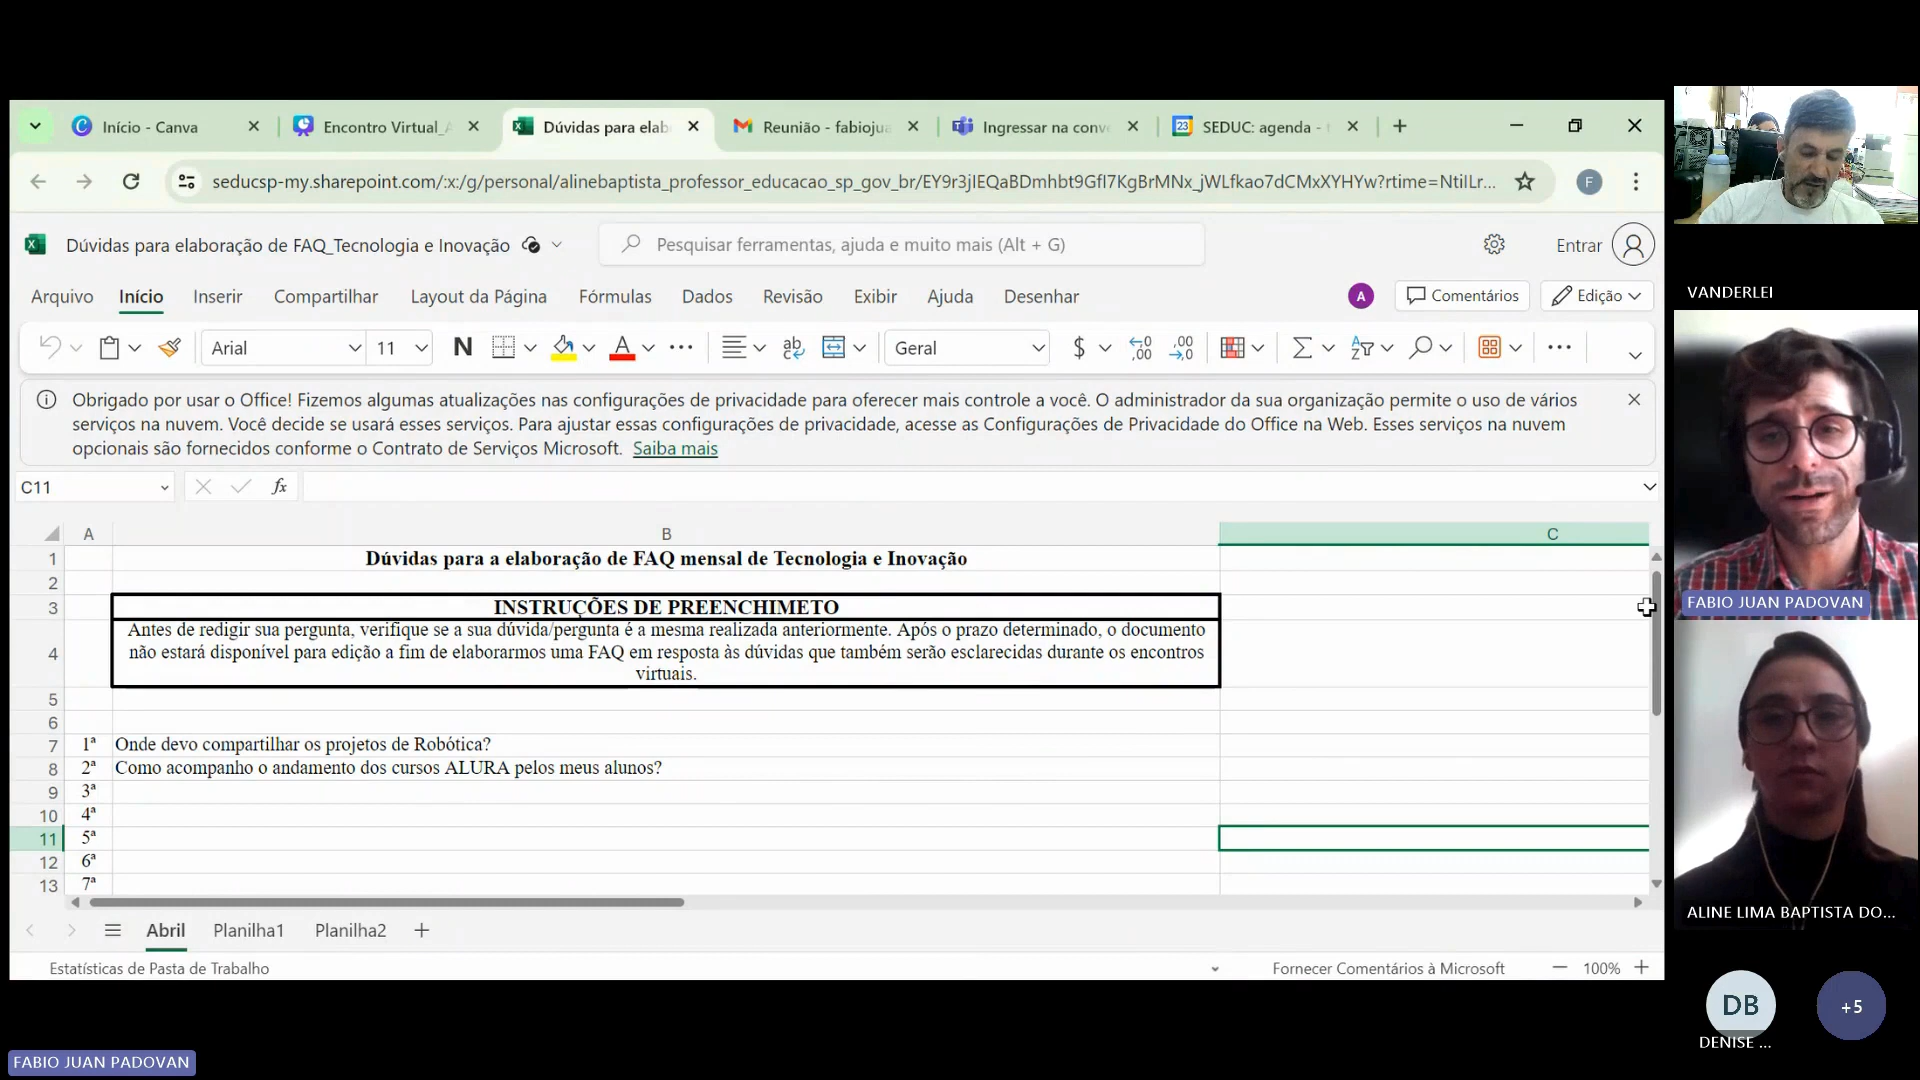 Início - Canva
Encontro Virtual_A
Dúvidas para elab
Reunião - fabiojua
Ingressar na conve
23
SEDUC: agenda -
seducsp-my.sharepoint.com/:x:/g/personal/alinebaptista_professor_educacao_sp_gov_br/
F
Dúvidas para elaboração de FAQ_Tecnologia e Inovação
Pesquisar ferramentas, ajuda e muito mais (Alt + G)
Entrar
Arquivo Início Inserir Compartilhar Layout da Página Fórmulas Dados Revisão Exibir Ajuda Desenhar
A
Comentários
Edição
Arial
11
N
Geral
Obrigado por usar o Office! Fizemos algumas atualizações nas configurações de privacidade para oferecer mais controle a você. O administrador da sua organização permite o uso de vários
serviços na nuvem. Você decide se usará esses serviços. Para ajustar essas configurações de privacidade, acesse as Configurações de Privacidade do Office na Web. Esses serviços na nuvem
opcionais são fornecidos conforme o Contrato de Serviços Microsoft. Saiba mais
C11
fx
A B C
1 Dúvidas para a elaboração de FAQ mensal de Tecnologia e Inovação
2
3 INSTRUÇÕES DE PREENCHIMETO
Antes de redigir sua pergunta, verifique se a sua dúvida/pergunta é a mesma realizada anteriormente. Após o prazo determinado, o documento
4 não estará disponível para edição a fim de elaborarmos uma FAQ em resposta às dúvidas que também serão esclarecidas durante os encontros
virtuais.
5
6
7 1ª Onde devo compartilhar os projetos de Robótica?
8 2ª Como acompanho o andamento dos cursos ALURA pelos meus alunos?
9 3ª
10 4ª
11 5ª
12 6ª
13 7ª
Abril Planilha1 Planilha2
Estatísticas de Pasta de Trabalho
Fornecer Comentários à Microsoft
100%
VANDERLEI
FABIO JUAN PADOVAN
ALINE LIMA BAPTISTA DO...
DB
+5
DENISE ...
FABIO JUAN PADOVAN